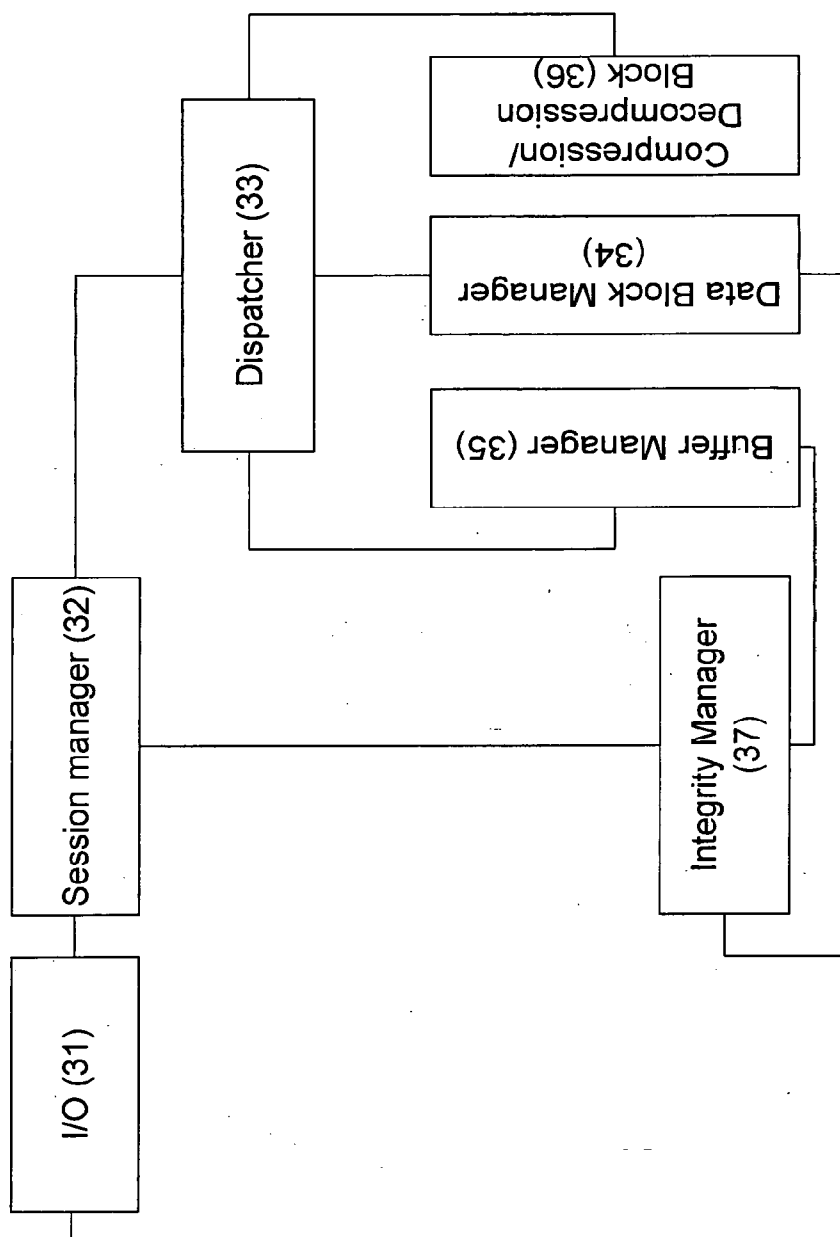 I/O (31)
Session manager (32)
Dispatcher (33)
Integrity Manager
(37)
Buffer Manager (35)
Data Block Manager
(34)
Compression/
Decompression
Block (36)